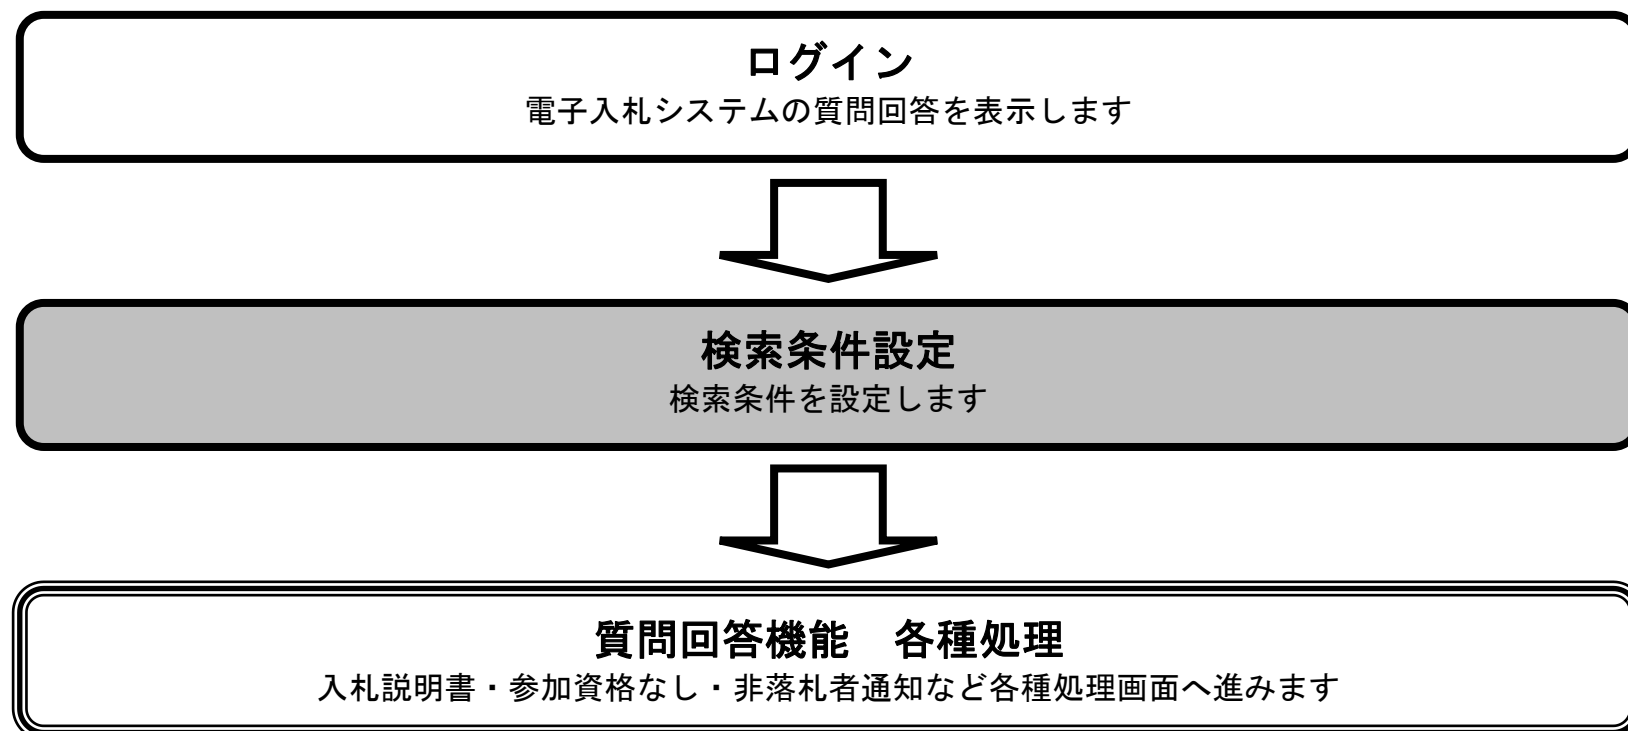 ログイン
電子入札システムの質問回答を表示します
検索条件設定
検索条件を設定します
質問回答機能　各種処理
入札説明書・参加資格なし・非落札者通知など各種処理画面へ進みます